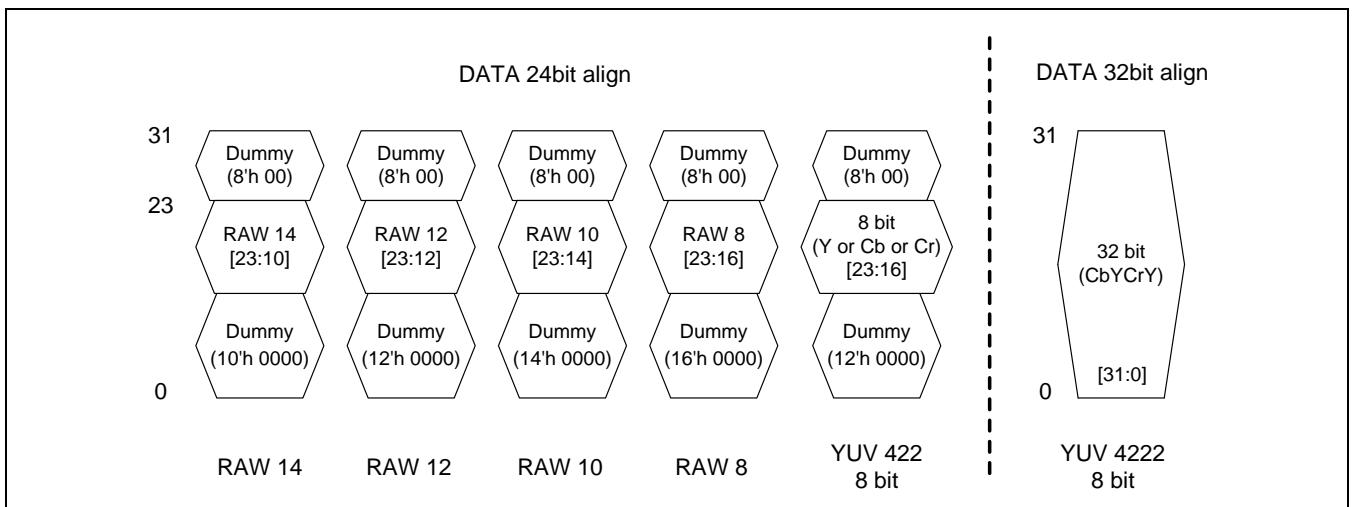 DATA 24bit align
DATA 32bit align
31
Dummy
(8'h 00)
Dummy
(8'h 00)
Dummy
(8'h 00)
Dummy
(8'h 00)
Dummy
(8'h 00)
31
23
RAW 14
[23:10]
RAW 12
[23:12]
RAW 10
[23:14]
RAW 8
[23:16]
8 bit
(Y or Cb or Cr)
[23:16]
32 bit
(CbYCrY)
Dummy
(10'h 0000)
Dummy
(12'h 0000)
Dummy
(14'h 0000)
Dummy
(16'h 0000)
Dummy
(12'h 0000)
[31:0]
0
0
RAW 14
RAW 12
RAW 10
RAW 8
YUV 422
8 bit
YUV 4222
8 bit